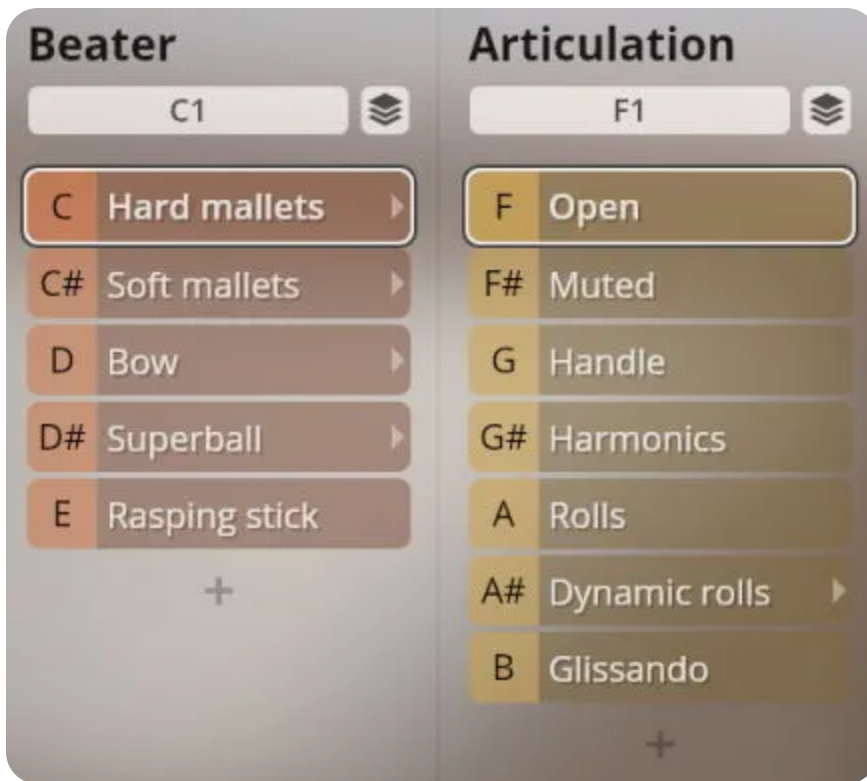 Beater
C1
C Hard mallets
C# Soft mallets
D Bow
D# Superball
E Rasping stick
+
Articulation
F1
F Open
F# Muted
G Handle
G# Harmonics
A Rolls
A# Dynamic rolls
B Glissando
+